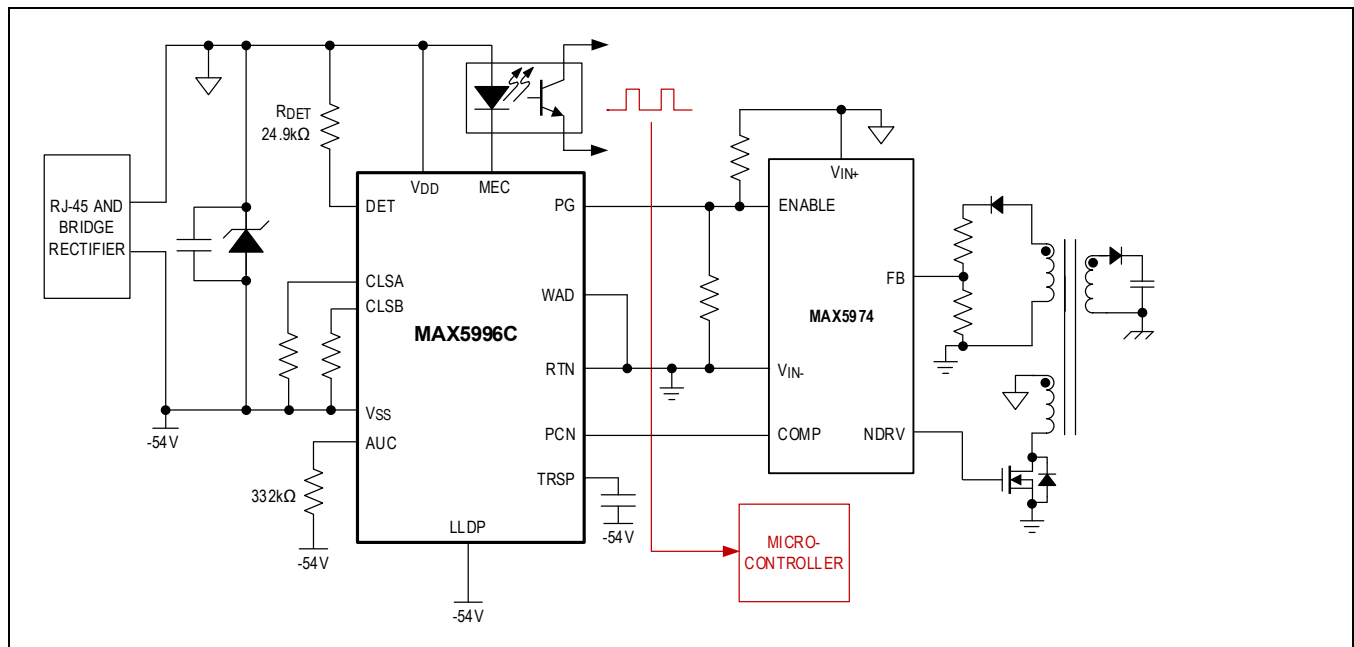 RDET
24.9kΩ
RJ-45 AND
BRIDGE
RECTIFIER
VDD
MEC
DET
PG
CLSA
CLSB
WAD
MAX5996C
RTN
VSS
AUC
PCN
TRSP
LLDP
-54V
332kΩ
-54V
-54V
-54V
VIN+
ENABLE
FB
MAX5974
VIN-
COMP
NDRV
MICRO-
CONTROLLER